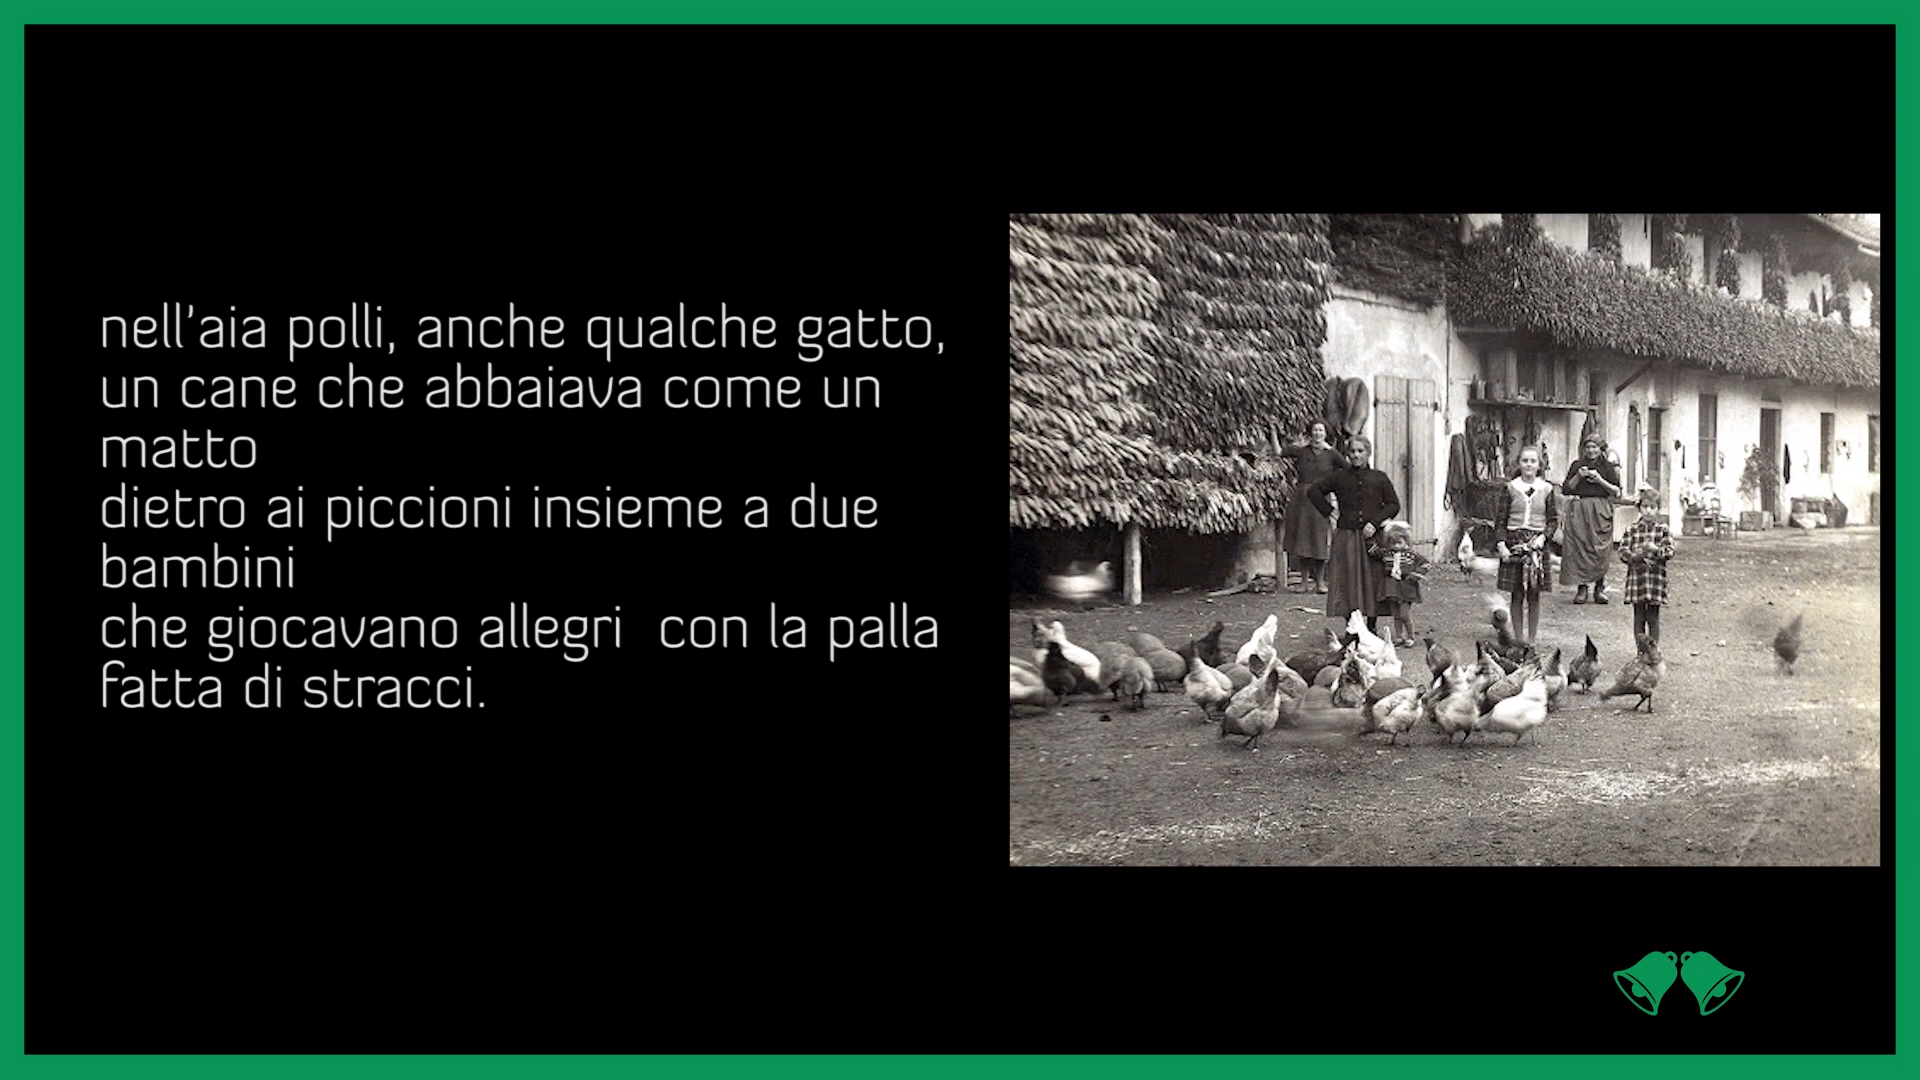 nell'aia polli, anche qualche gatto,
un cane che abbaiava come un
matto
dietro ai piccioni insieme a due
bambini
che giocavano allegri  con la palla
fatta di stracci.